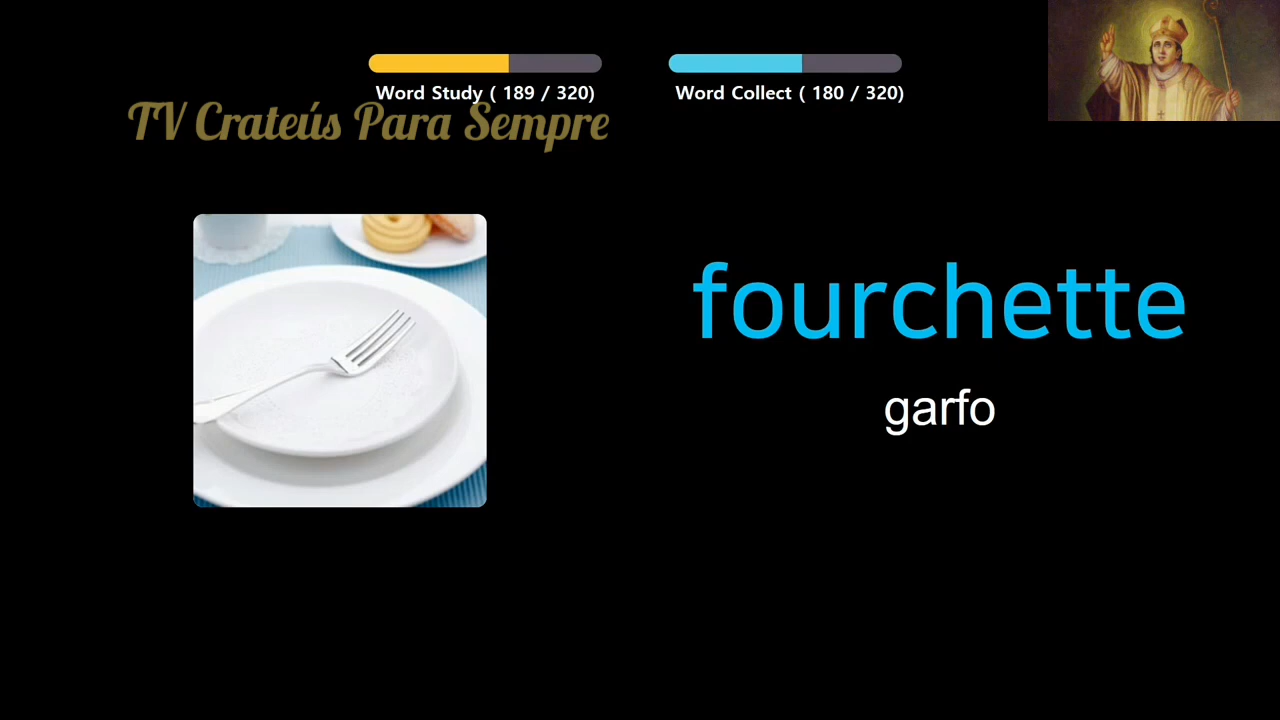 Word Study ( 189 / 320)
Word Collect ( 180 / 320)
TV Crateús Para Sempre
fourchette
garfo